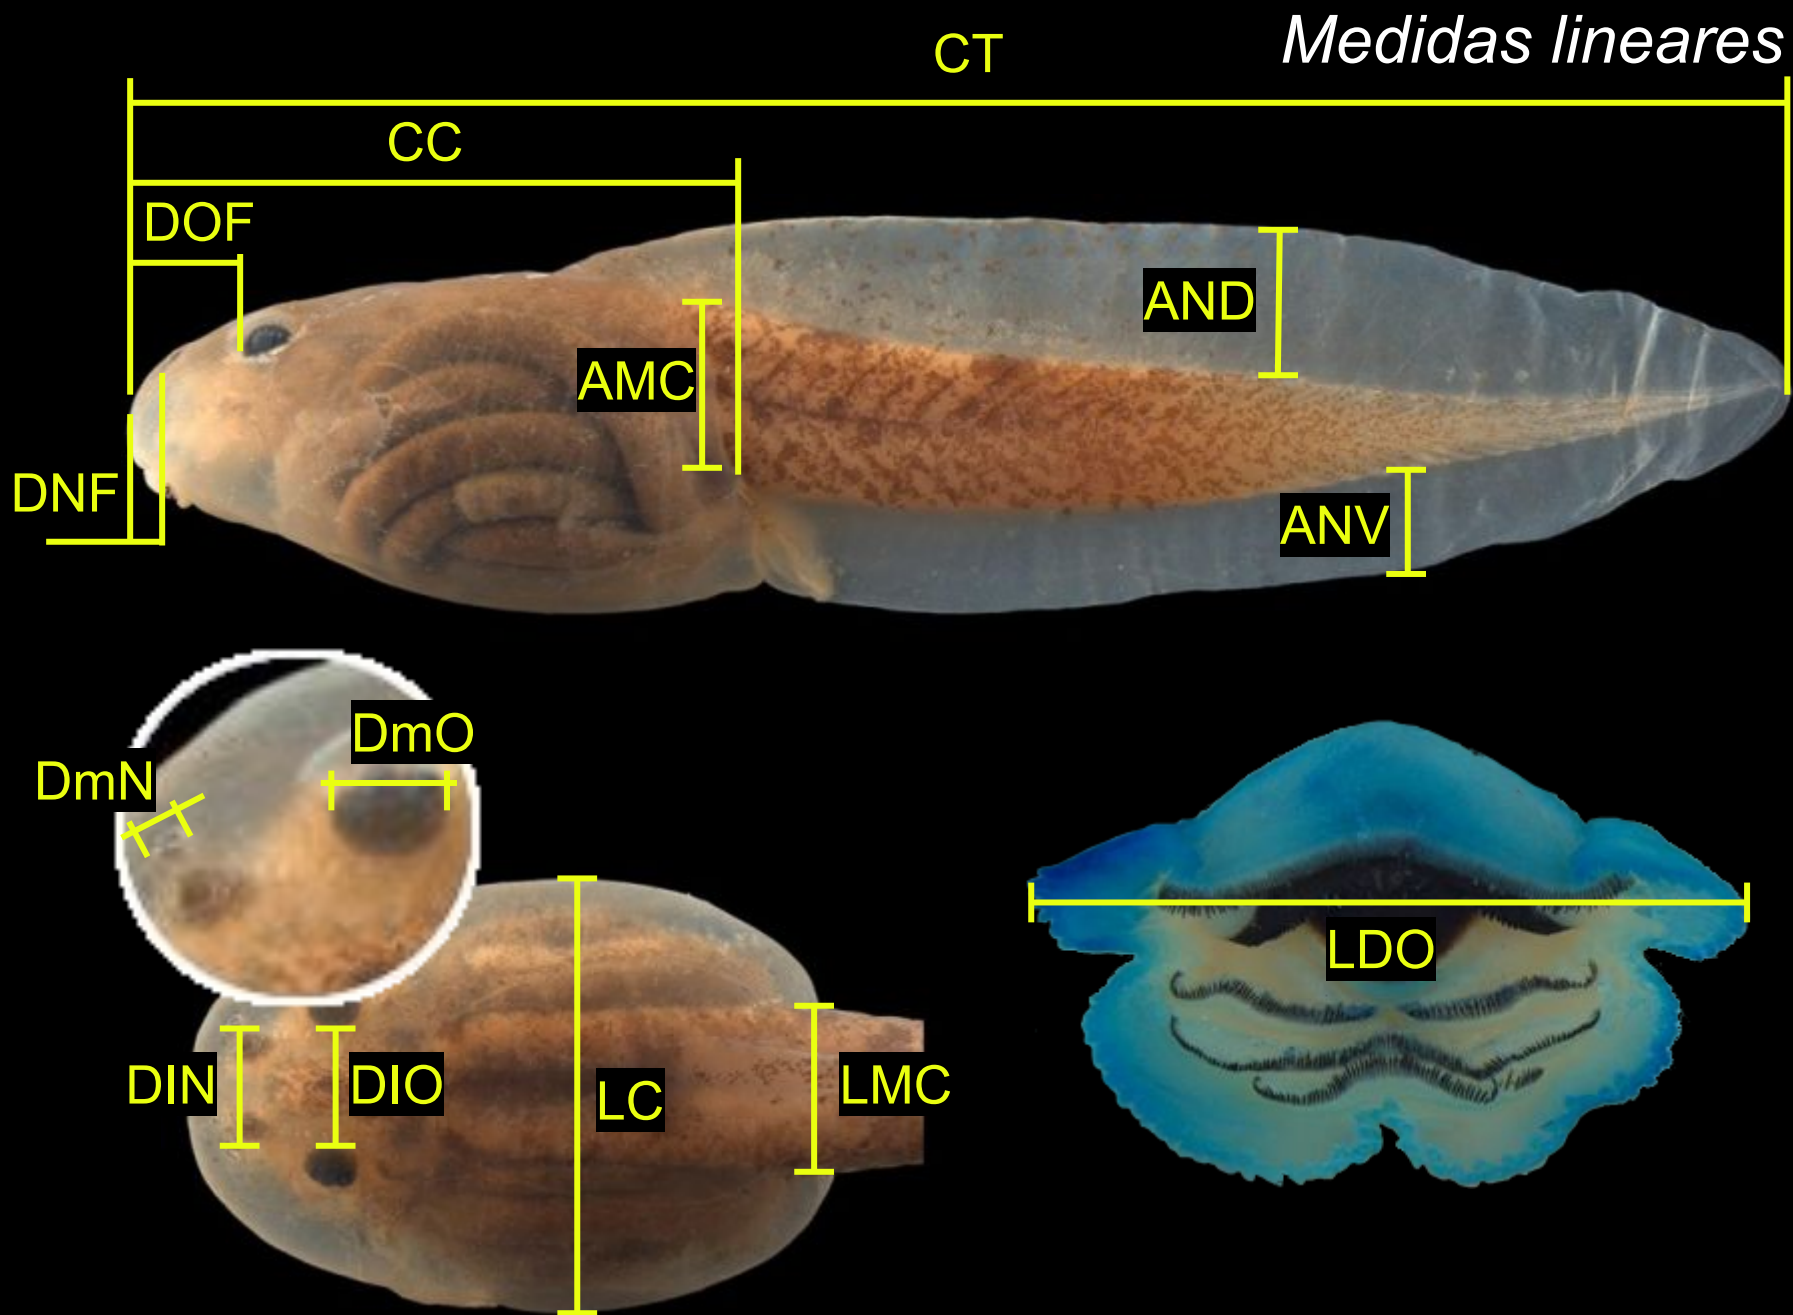 Medidas lineares
CT
CC
DOF
AND
AMC
DNF
ANV
DmO
DmN
LDO
DIN
DIO
LC
LMC